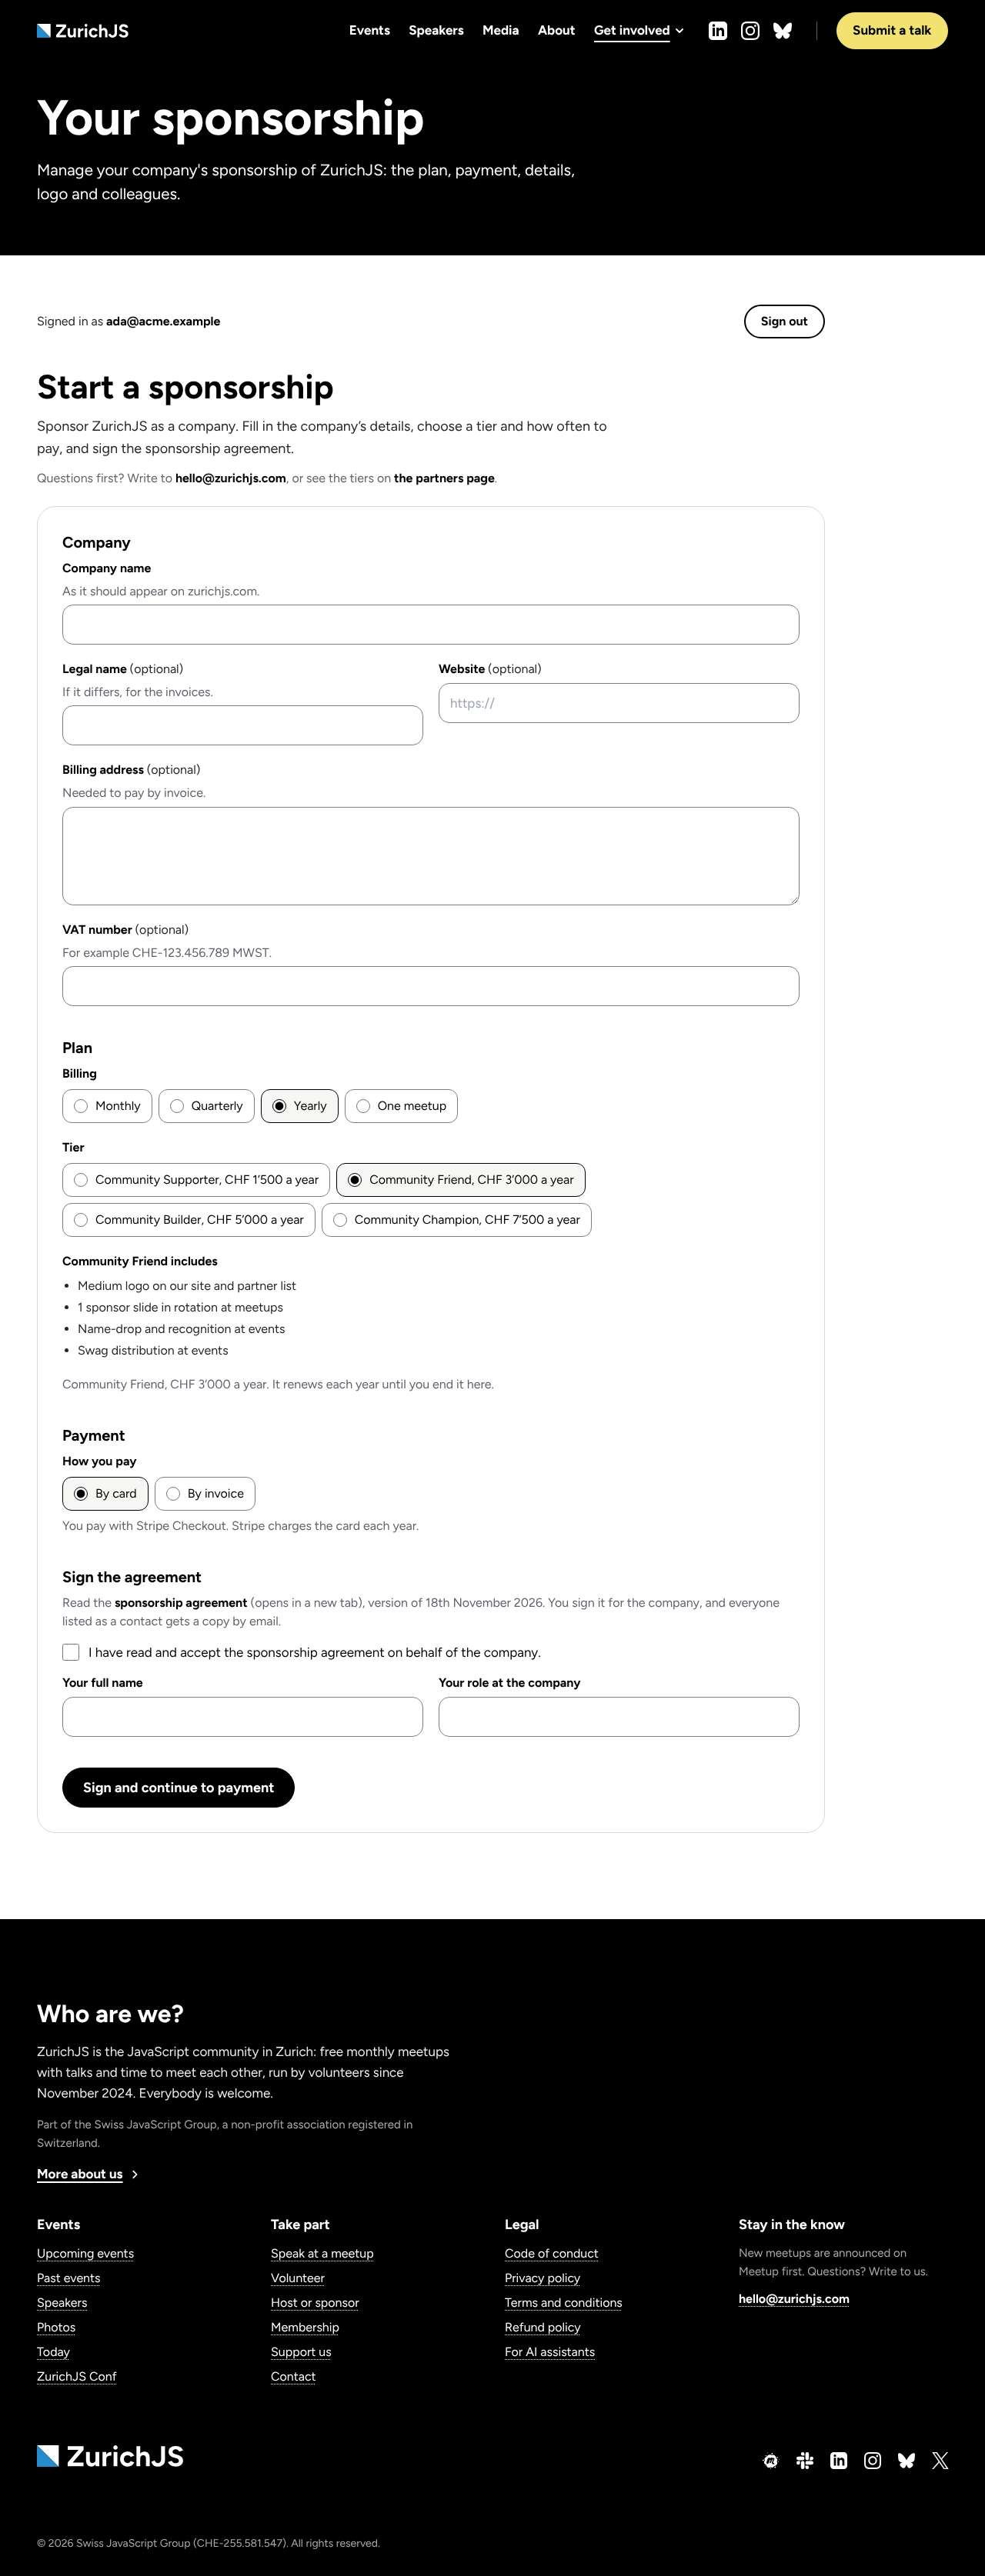 ZurichJS
Events
Speakers
Media
About
Get involved
Submit a talk
Your sponsorship
Manage your company's sponsorship of ZurichJS: the plan, payment, details,
logo and colleagues.
Signed in as ada@acme.example
Sign out
Start a sponsorship
Sponsor ZurichJS as a company. Fill in the company’s details, choose a tier and how often to
pay, and sign the sponsorship agreement.
Questions first? Write to hello@zurichjs.com, or see the tiers on the partners page.
Company
Company name
As it should appear on zurichjs.com.
Legal name (optional)
If it differs, for the invoices.
Website (optional)
https://
Billing address (optional)
Needed to pay by invoice.
VAT number (optional)
For example CHE-123.456.789 MWST.
Plan
Billing
Monthly
Quarterly
Yearly
One meetup
Tier
Community Supporter, CHF 1’500 a year
Community Friend, CHF 3’000 a year
Community Builder, CHF 5’000 a year
Community Champion, CHF 7’500 a year
Community Friend includes
• Medium logo on our site and partner list
• 1 sponsor slide in rotation at meetups
• Name-drop and recognition at events
• Swag distribution at events
Community Friend, CHF 3’000 a year. It renews each year until you end it here.
Payment
How you pay
By card
By invoice
You pay with Stripe Checkout. Stripe charges the card each year.
Sign the agreement
Read the sponsorship agreement (opens in a new tab), version of 18th November 2026. You sign it for the company, and everyone
listed as a contact gets a copy by email.
I have read and accept the sponsorship agreement on behalf of the company.
Your full name
Your role at the company
Sign and continue to payment
Who are we?
ZurichJS is the JavaScript community in Zurich: free monthly meetups
with talks and time to meet each other, run by volunteers since
November 2024. Everybody is welcome.
Part of the Swiss JavaScript Group, a non-profit association registered in
Switzerland.
More about us
Events
Upcoming events
Past events
Speakers
Photos
Today
ZurichJS Conf
Take part
Speak at a meetup
Volunteer
Host or sponsor
Membership
Support us
Contact
Legal
Code of conduct
Privacy policy
Terms and conditions
Refund policy
For AI assistants
Stay in the know
New meetups are announced on
Meetup first. Questions? Write to us.
hello@zurichjs.com
ZurichJS
© 2026 Swiss JavaScript Group (CHE-255.581.547). All rights reserved.